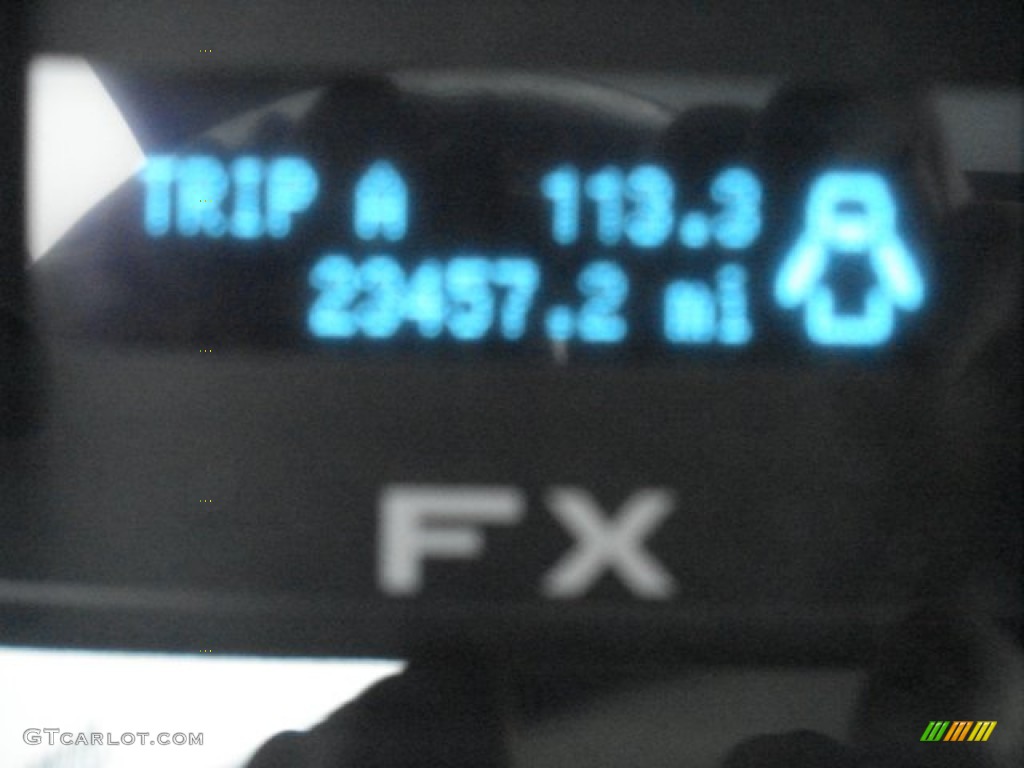 TRIP A 113.3
23457.2 mi
FX
GTCARLOT.COM